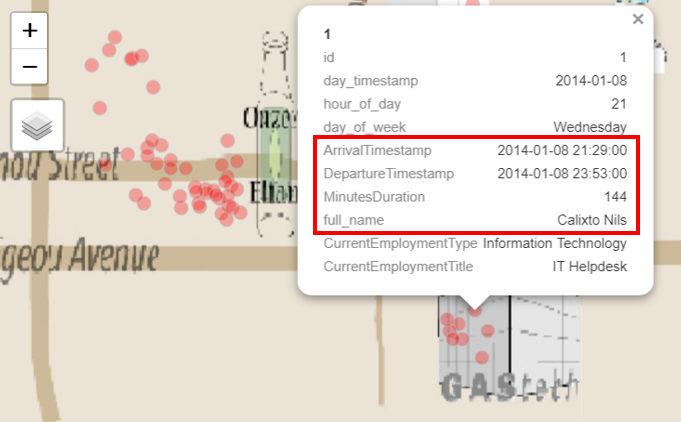 +
−
×
1
id 1
day_timestamp 2014-01-08
hour_of_day 21
day_of_week Wednesday
ArrivalTimestamp 2014-01-08 21:29:00
DepartureTimestamp 2014-01-08 23:53:00
MinutesDuration 144
full_name Calixto Nils
CurrentEmploymentType Information Technology
CurrentEmploymentTitle IT Helpdesk
Ouze
nou Street
Elian
geou Avenue
GAStech